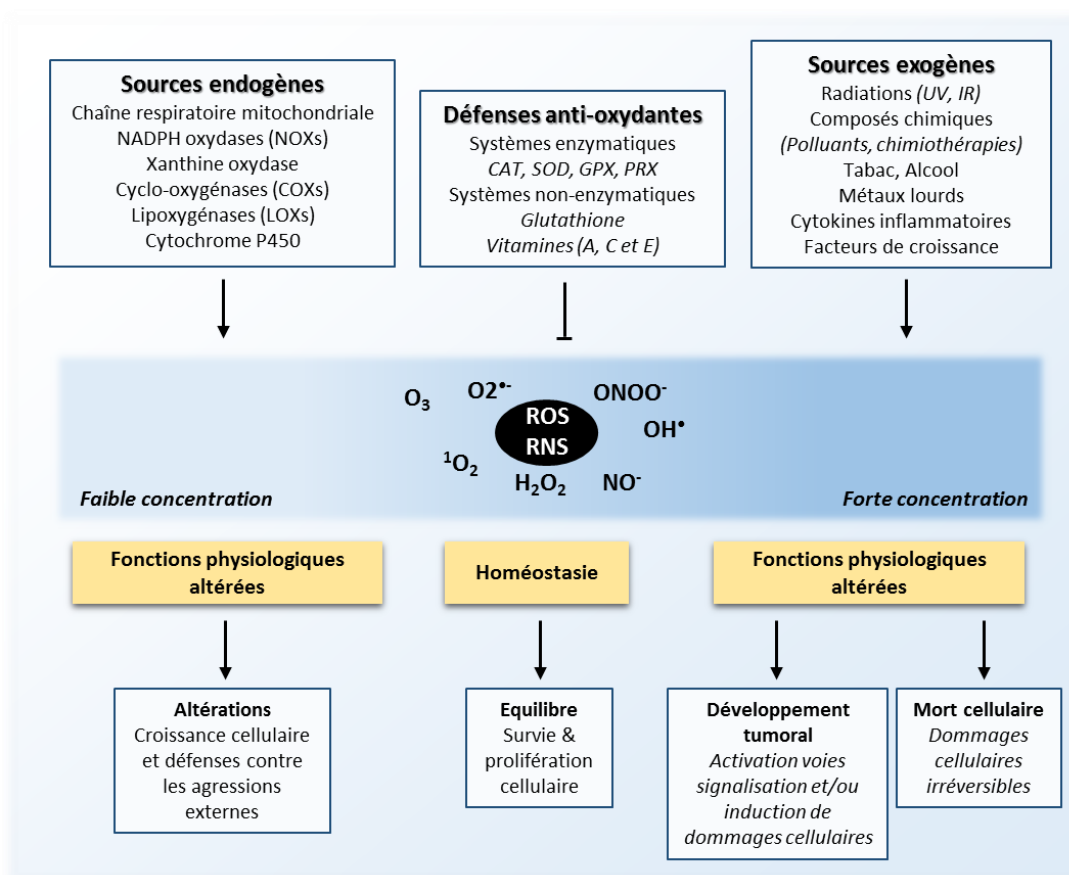 Sources endogènes
Chaîne respiratoire mitochondriale
NADPH oxydases (NOXs)
Xanthine oxydase
Cyclo-oxygénases (COXs)
Lipoxygénases (LOXs)
Cytochrome P450
Défenses anti-oxydantes
Systèmes enzymatiques
CAT, SOD, GPX, PRX
Systèmes non-enzymatiques
Glutathione
Vitamines (A, C et E)
Sources exogènes
Radiations (UV, IR)
Composés chimiques
(Polluants, chimiothérapies)
Tabac, Alcool
Métaux lourds
Cytokines inflammatoires
Facteurs de croissance
O₃
O2•-
ONOO⁻
ROS
RNS
OH•
¹O₂
H₂O₂
NO⁻
Faible concentration
Forte concentration
Fonctions physiologiques
altérées
Homéostasie
Fonctions physiologiques
altérées
Altérations
Croissance cellulaire
et défenses contre
les agressions
externes
Equilibre
Survie &
prolifération
cellulaire
Développement
tumoral
Activation voies
signalisation et/ou
induction de
dommages cellulaires
Mort cellulaire
Dommages
cellulaires
irréversibles